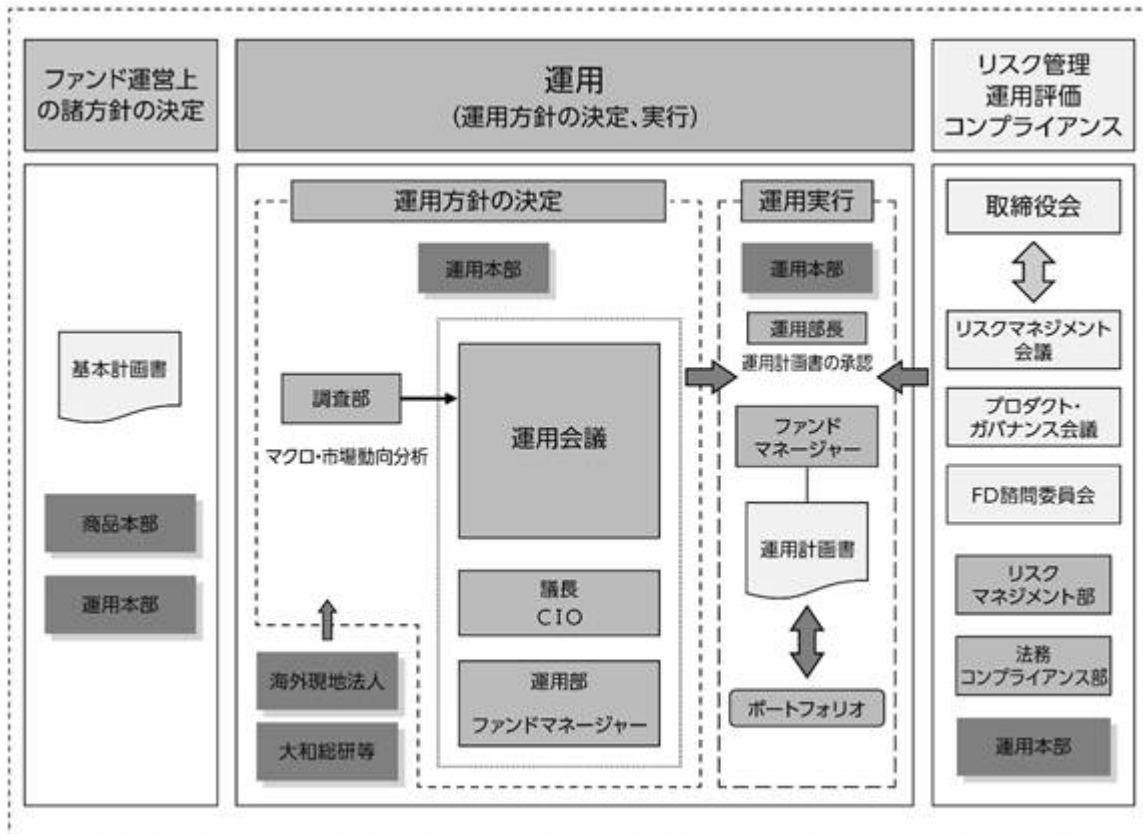 ファンド運営上
の諸方針の決定
運用
(運用方針の決定、実行)
リスク管理
運用評価
コンプライアンス
基本計画書
商品本部
運用本部
運用方針の決定
運用本部
調査部
マクロ・市場動向分析
運用会議
議長
CIO
運用部
ファンドマネージャー
海外現地法人
大和総研等
運用実行
運用本部
運用部長
運用計画書の承認
ファンド
マネージャー
運用計画書
ポートフォリオ
取締役会
リスクマネジメント
会議
プロダクト・
ガバナンス会議
FD諮問委員会
リスク
マネジメント部
法務
コンプライアンス部
運用本部